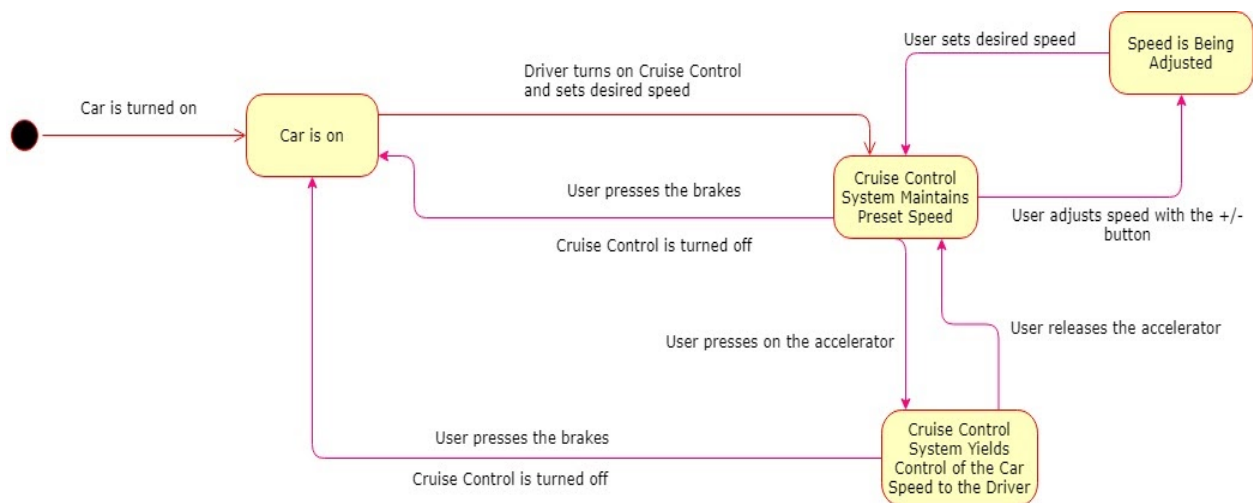 User sets desired speed
Speed is Being
Adjusted
Driver turns on Cruise Control
and sets desired speed
Car is turned on
Car is on
Cruise Control
System Maintains
Preset Speed
User presses the brakes
User adjusts speed with the +/-
button
Cruise Control is turned off
User releases the accelerator
User presses on the accelerator
Cruise Control
System Yields
Control of the Car
Speed to the Driver
User presses the brakes
Cruise Control is turned off